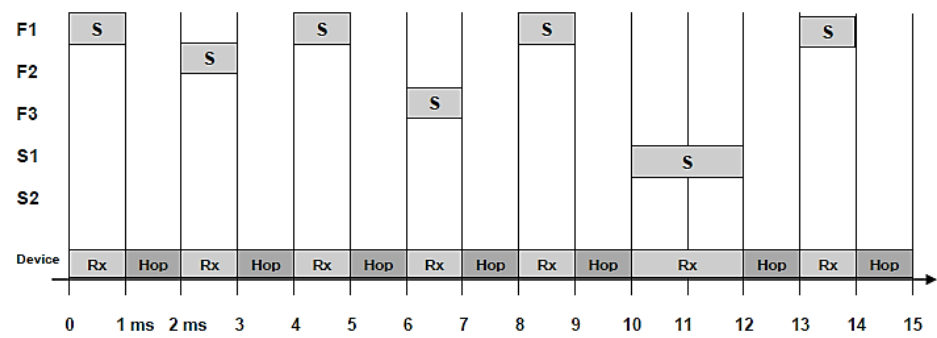 F1 S S S S
F2 S
F3 S
S1 S
S2
Device Rx Hop Rx Hop Rx Hop Rx Hop Rx Hop Rx Hop Rx Hop
0 1 ms 2 ms 3 4 5 6 7 8 9 10 11 12 13 14 15